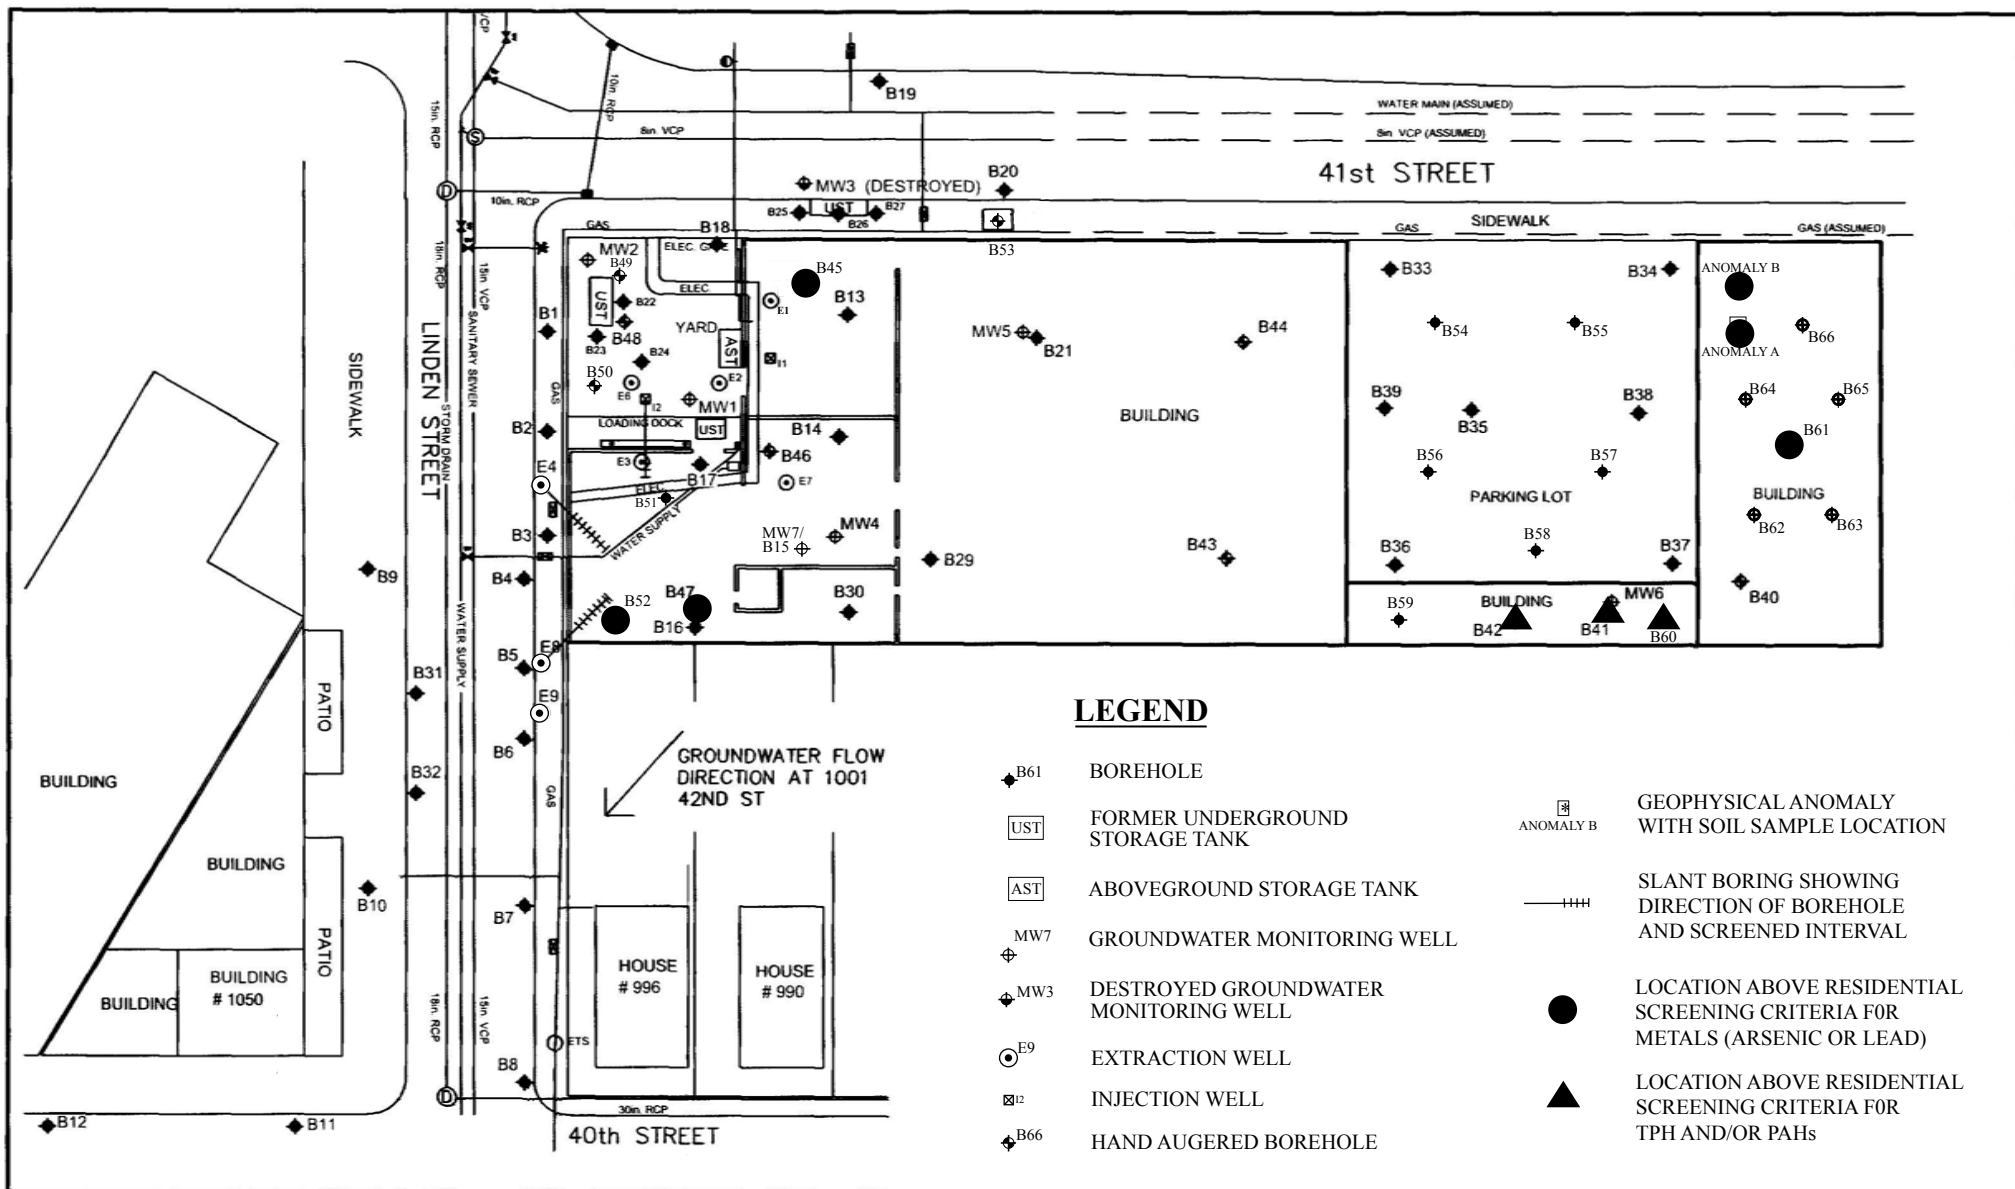 VCP
10in. RCP
B19
15in. RCP
WATER MAIN (ASSUMED)
8in. VCP
8in VCP (ASSUMED)
S
41st STREET
D
10in. RCP
MW3 (DESTROYED)
B20
B25
UST
B26
B27
SIDEWALK
GAS
GAS
GAS (ASSUMED)
18in. RCP
15in VCP
B18
B53
MW2
ELEC. GATE
B49
ELEC.
UST
B22
B45
B13
E1
B33
B34
ANOMALY B
B1
B48
YARD
B23
B24
AST
I1
MW5
B21
B44
B54
B55
B66
ANOMALY A
SIDEWALK
LINDEN STREET
STORM DRAIN
SANITARY SEWER
GAS
B50
E6
E2
I2
MW1
B64
B65
B39
B35
B38
BUILDING
B2
LOADING DOCK
UST
B14
B46
B61
E4
E3
B17
E7
B56
B57
ELEC.
B51
PARKING LOT
BUILDING
WATER SUPPLY
B62
B63
B3
MW7/
B15
MW4
B58
B9
B4
B29
B43
B36
B37
B40
B52
B47
B16
B30
B59
BUILDING
MW6
B42
B41
B60
WATER SUPPLY
B5
E8
B31
PATIO
E9
B6
GROUNDWATER FLOW
DIRECTION AT 1001
42ND ST
BUILDING
B32
GAS
BUILDING
B10
B7
PATIO
BUILDING
BUILDING
# 1050
18in. RCP
15in. VCP
HOUSE
# 996
HOUSE
# 990
ETS
B8
D
30in. RCP
B12
B11
40th STREET
LEGEND
B61 BOREHOLE
UST FORMER UNDERGROUND
STORAGE TANK
AST ABOVEGROUND STORAGE TANK
MW7 GROUNDWATER MONITORING WELL
MW3 DESTROYED GROUNDWATER
MONITORING WELL
E9 EXTRACTION WELL
I2 INJECTION WELL
B66 HAND AUGERED BOREHOLE
ANOMALY B
GEOPHYSICAL ANOMALY
WITH SOIL SAMPLE LOCATION
SLANT BORING SHOWING
DIRECTION OF BOREHOLE
AND SCREENED INTERVAL
LOCATION ABOVE RESIDENTIAL
SCREENING CRITERIA F0R
METALS (ARSENIC OR LEAD)
LOCATION ABOVE RESIDENTIAL
SCREENING CRITERIA F0R
TPH AND/OR PAHs